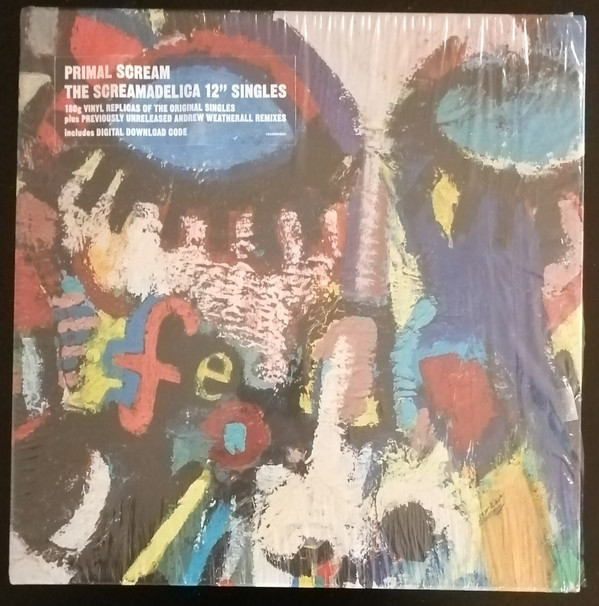 PRIMAL SCREAM
THE SCREAMADELICA 12” SINGLES
180g VINYL REPLICAS OF THE ORIGINAL SINGLES
plus PREVIOUSLY UNRELEASED ANDREW WEATHERALL REMIXES
includes DIGITAL DOWNLOAD CODE
fe